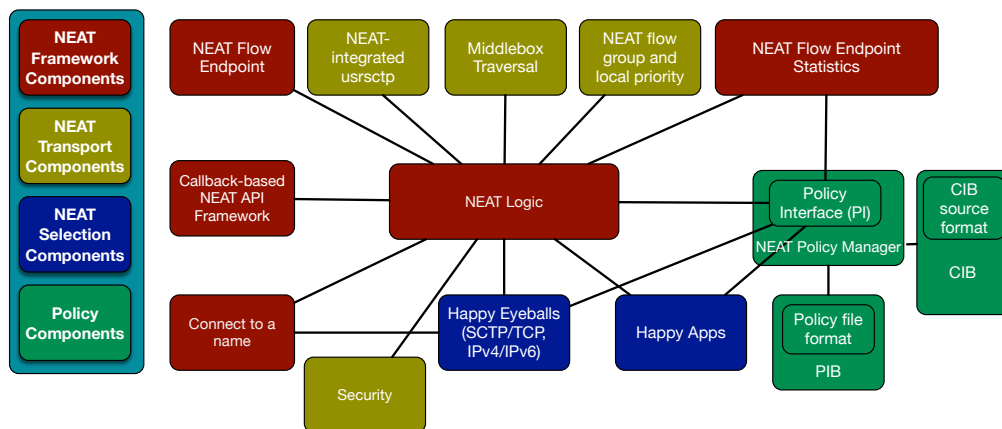 NEAT
Framework
Components
NEAT
Transport
Components
NEAT
Selection
Components
Policy
Components
NEAT Flow
Endpoint
NEAT-
integrated
usrsctp
Middlebox
Traversal
NEAT flow
group and
local priority
NEAT Flow Endpoint
Statistics
Callback-based
NEAT API
Framework
NEAT Logic
Policy
Interface (PI)
NEAT Policy Manager
CIB
source
format
CIB
Connect to a
name
Happy Eyeballs
(SCTP/TCP,
IPv4/IPv6)
Happy Apps
Policy file
format
PIB
Security